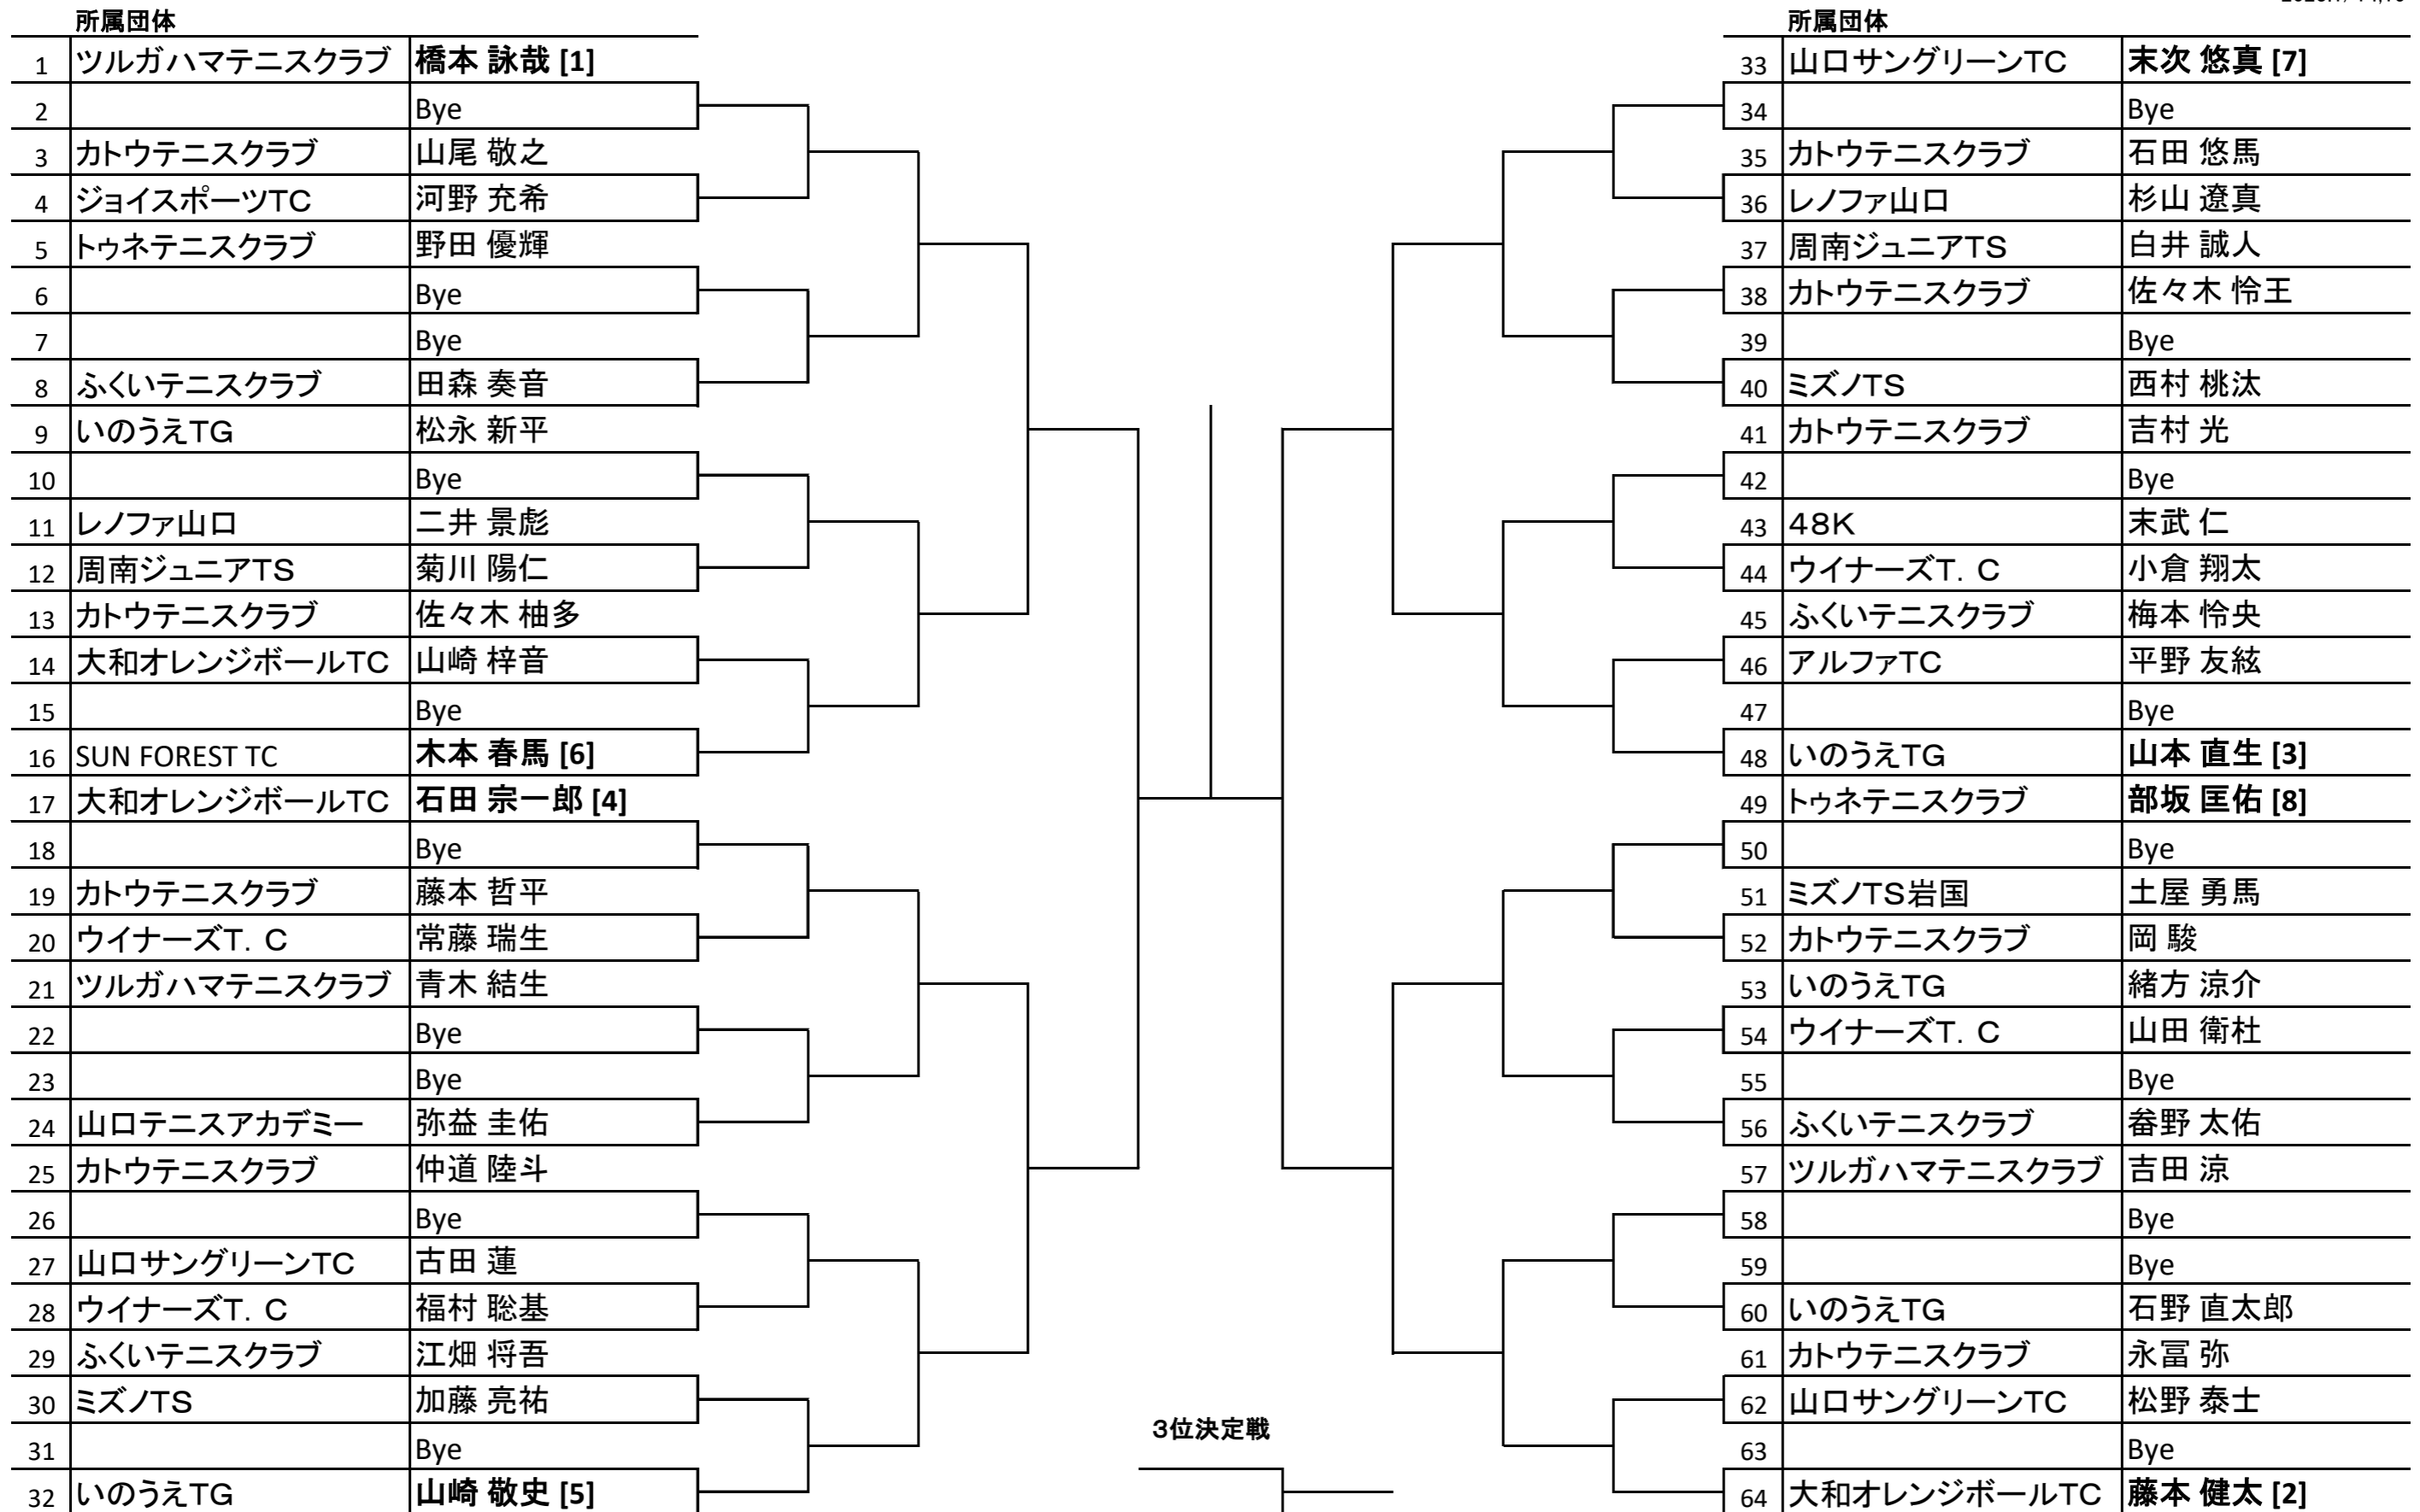 所属団体
1 ツルガハマテニスクラブ 橋本 詠哉 [1]
2 Bye
3 カトウテニスクラブ 山尾 敬之
4 ジョイスポーツTC 河野 充希
5 トゥネテニスクラブ 野田 優輝
6 Bye
7 Bye
8 ふくいテニスクラブ 田森 奏音
9 いのうえTG 松永 新平
10 Bye
11 レノファ山口 二井 景彪
12 周南ジュニアTS 菊川 陽仁
13 カトウテニスクラブ 佐々木 柚多
14 大和オレンジボールTC 山崎 梓音
15 Bye
16 SUN FOREST TC 木本 春馬 [6]
17 大和オレンジボールTC 石田 宗一郎 [4]
18 Bye
19 カトウテニスクラブ 藤本 哲平
20 ウイナーズT．C 常藤 瑞生
21 ツルガハマテニスクラブ 青木 結生
22 Bye
23 Bye
24 山口テニスアカデミー 弥益 圭佑
25 カトウテニスクラブ 仲道 陸斗
26 Bye
27 山口サングリーンTC 古田 蓮
28 ウイナーズT．C 福村 聡基
29 ふくいテニスクラブ 江畑 将吾
30 ミズノTS 加藤 亮祐
31 Bye
32 いのうえTG 山崎 敬史 [5]
3位決定戦
所属団体
33 山口サングリーンTC 末次 悠真 [7]
34 Bye
35 カトウテニスクラブ 石田 悠馬
36 レノファ山口 杉山 遼真
37 周南ジュニアTS 白井 誠人
38 カトウテニスクラブ 佐々木 怜王
39 Bye
40 ミズノTS 西村 桃汰
41 カトウテニスクラブ 吉村 光
42 Bye
43 48K 末武 仁
44 ウイナーズT．C 小倉 翔太
45 ふくいテニスクラブ 梅本 怜央
46 アルファTC 平野 友絃
47 Bye
48 いのうえTG 山本 直生 [3]
49 トゥネテニスクラブ 部坂 匡佑 [8]
50 Bye
51 ミズノTS岩国 土屋 勇馬
52 カトウテニスクラブ 岡 駿
53 いのうえTG 緒方 涼介
54 ウイナーズT．C 山田 衛杜
55 Bye
56 ふくいテニスクラブ 畚野 太佑
57 ツルガハマテニスクラブ 吉田 涼
58 Bye
59 Bye
60 いのうえTG 石野 直太郎
61 カトウテニスクラブ 永冨 弥
62 山口サングリーンTC 松野 泰士
63 Bye
64 大和オレンジボールTC 藤本 健太 [2]